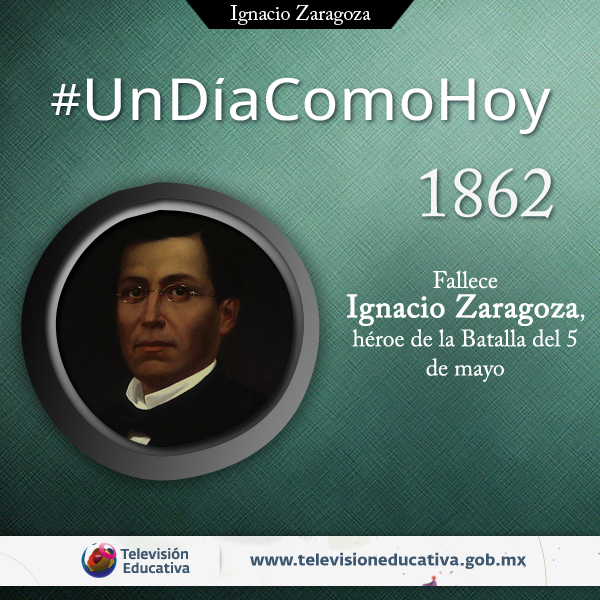 Ignacio Zaragoza
#UnDíaComoHoy
1862
Fallece
Ignacio Zaragoza,
héroe de la Batalla del 5
de mayo
Televisión
Educativa
www.televisioneducativa.gob.mx